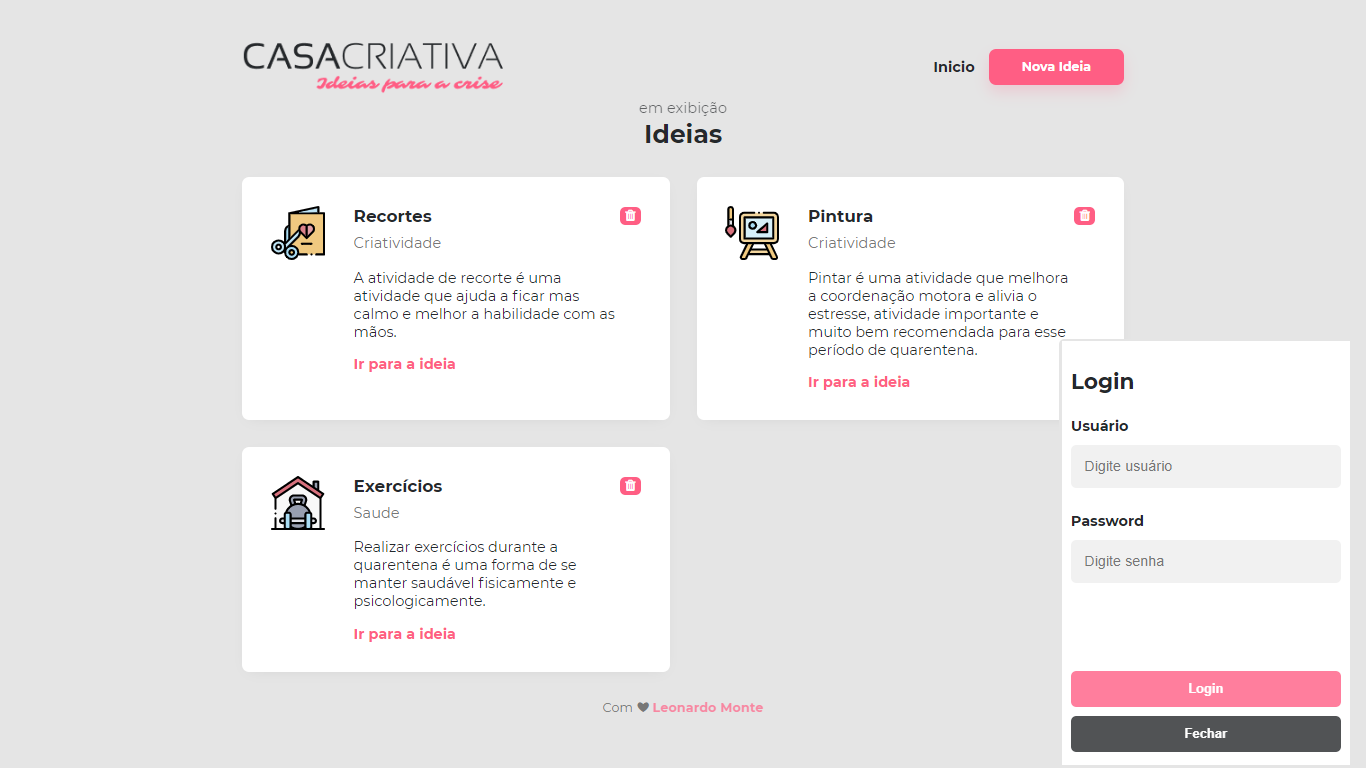 CASACRIATIVA
Ideias para a crise
Inicio
Nova Ideia
em exibição
Ideias
Recortes
Criatividade
A atividade de recorte é uma
atividade que ajuda a ficar mas
calmo e melhor a habilidade com as
mãos.
Ir para a ideia
Pintura
Criatividade
Pintar é uma atividade que melhora
a coordenação motora e alivia o
estresse, atividade importante e
muito bem recomendada para esse
período de quarentena.
Ir para a ideia
Exercícios
Saude
Realizar exercícios durante a
quarentena é uma forma de se
manter saudável fisicamente e
psicologicamente.
Ir para a ideia
Login
Usuário
Digite usuário
Password
Digite senha
Login
Fechar
Com ♥ Leonardo Monte